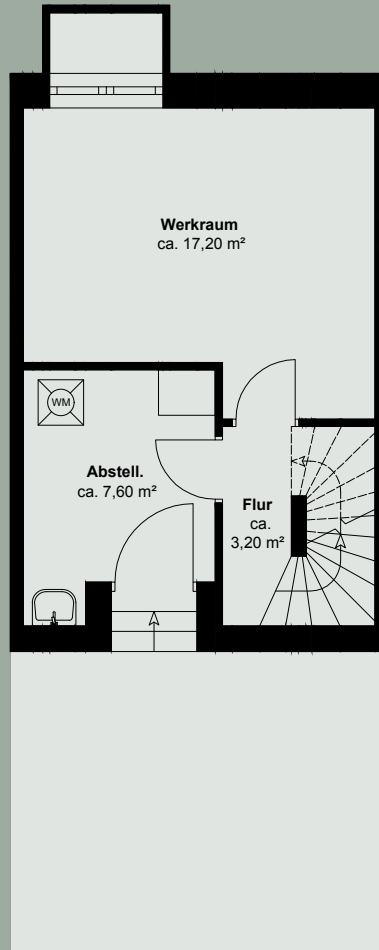 Werkraum
ca. 17,20 m²
WM
Abstell.
ca. 7,60 m²
Flur
ca.
3,20 m²